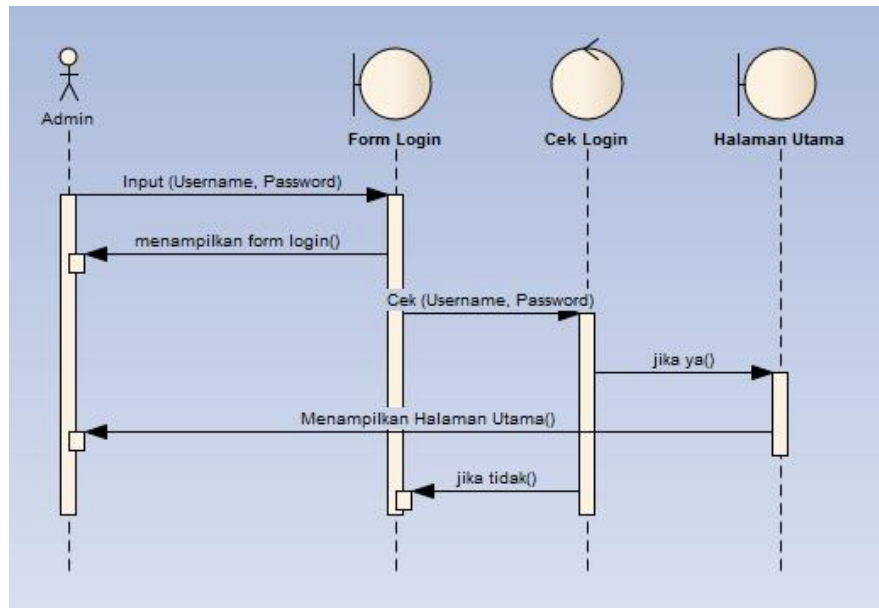 Admin
Form Login
Cek Login
Halaman Utama
Input (Username, Password)
menampilkan form login()
Cek (Username, Password)
jika ya()
Menampilkan Halaman Utama()
jika tidak()